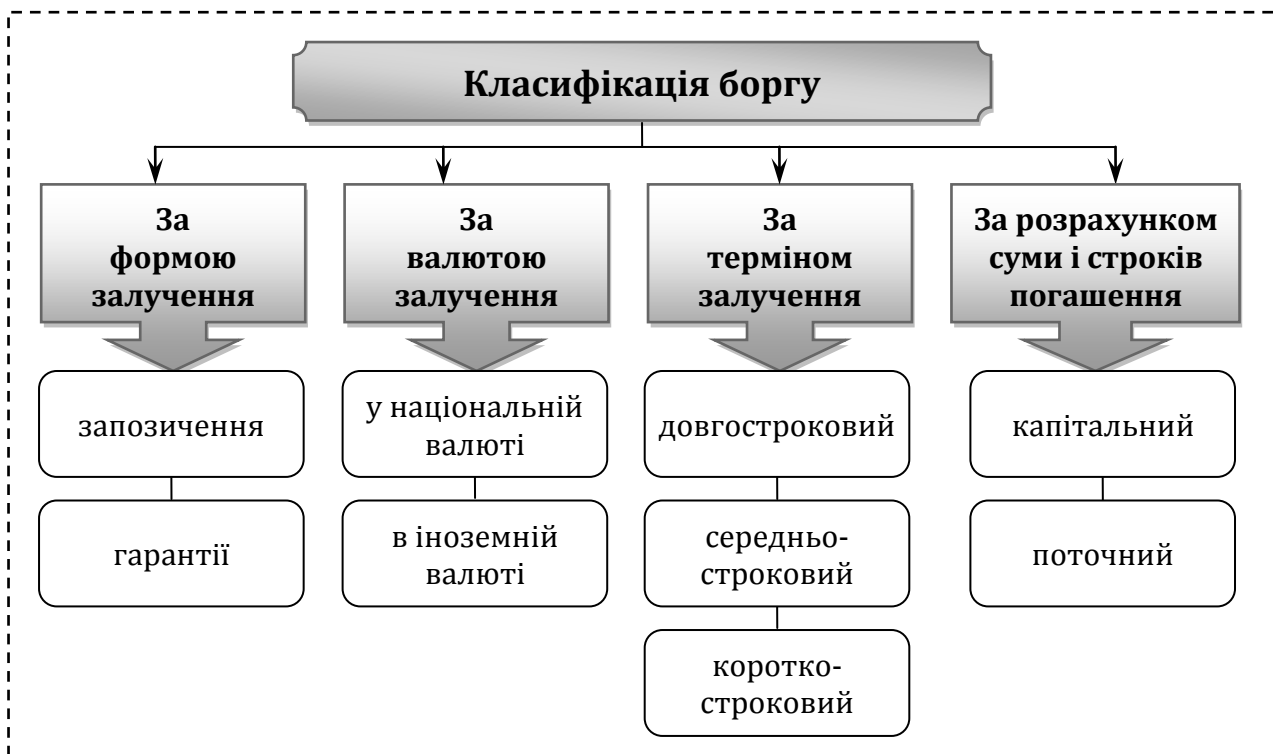 Класифікація боргу
За
формою
залучення
За
валютою
залучення
За
терміном
залучення
За розрахунком
суми і строків
погашення
запозичення
у національній
валюті
довгостроковий
капітальний
гарантії
в іноземній
валюті
середньо-
строковий
поточний
коротко-
строковий